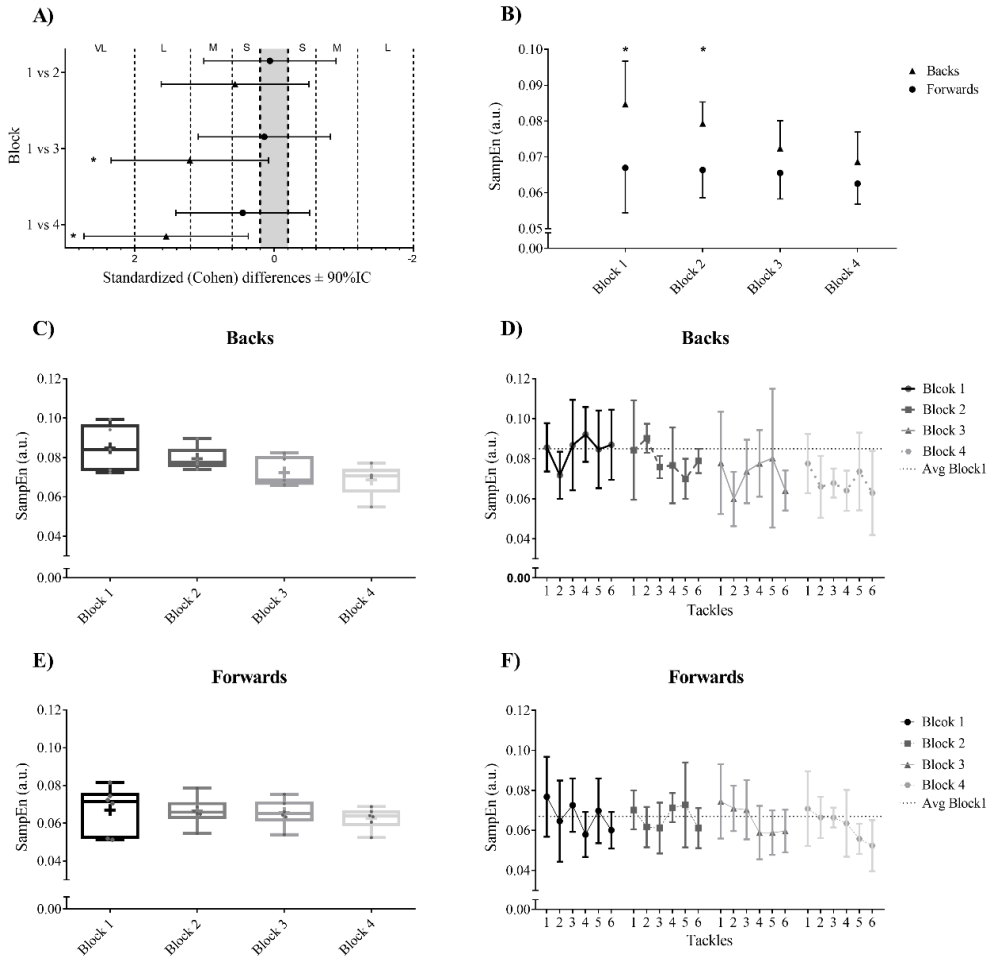 A)
VL L M S S M L
1 vs 2
1 vs 3
*
1 vs 4
*
Block
2 0 -2
Standardized (Cohen) differences ± 90%IC
B)
0.10
0.09
0.08
0.07
0.06
0.05
0.00
SampEn (a.u.)
* *
Backs
Forwards
Block 1 Block 2 Block 3 Block 4
C)
Backs
0.12
0.10
0.08
0.06
0.04
0.00
SampEn (a.u.)
Block 1 Block 2 Block 3 Block 4
D)
Backs
0.12
0.10
0.08
0.06
0.04
0.00
SampEn (a.u.)
1 2 3 4 5 6 1 2 3 4 5 6 1 2 3 4 5 6 1 2 3 4 5 6
Tackles
Blcok 1
Block 2
Block 3
Block 4
Avg Block1
E)
Forwards
0.12
0.10
0.08
0.06
0.04
0.00
SampEn (a.u.)
Block 1 Block 2 Block 3 Block 4
F)
Forwards
0.12
0.10
0.08
0.06
0.04
0.00
SampEn (a.u.)
1 2 3 4 5 6 1 2 3 4 5 6 1 2 3 4 5 6 1 2 3 4 5 6
Tackles
Blcok 1
Block 2
Block 3
Block 4
Avg Block1